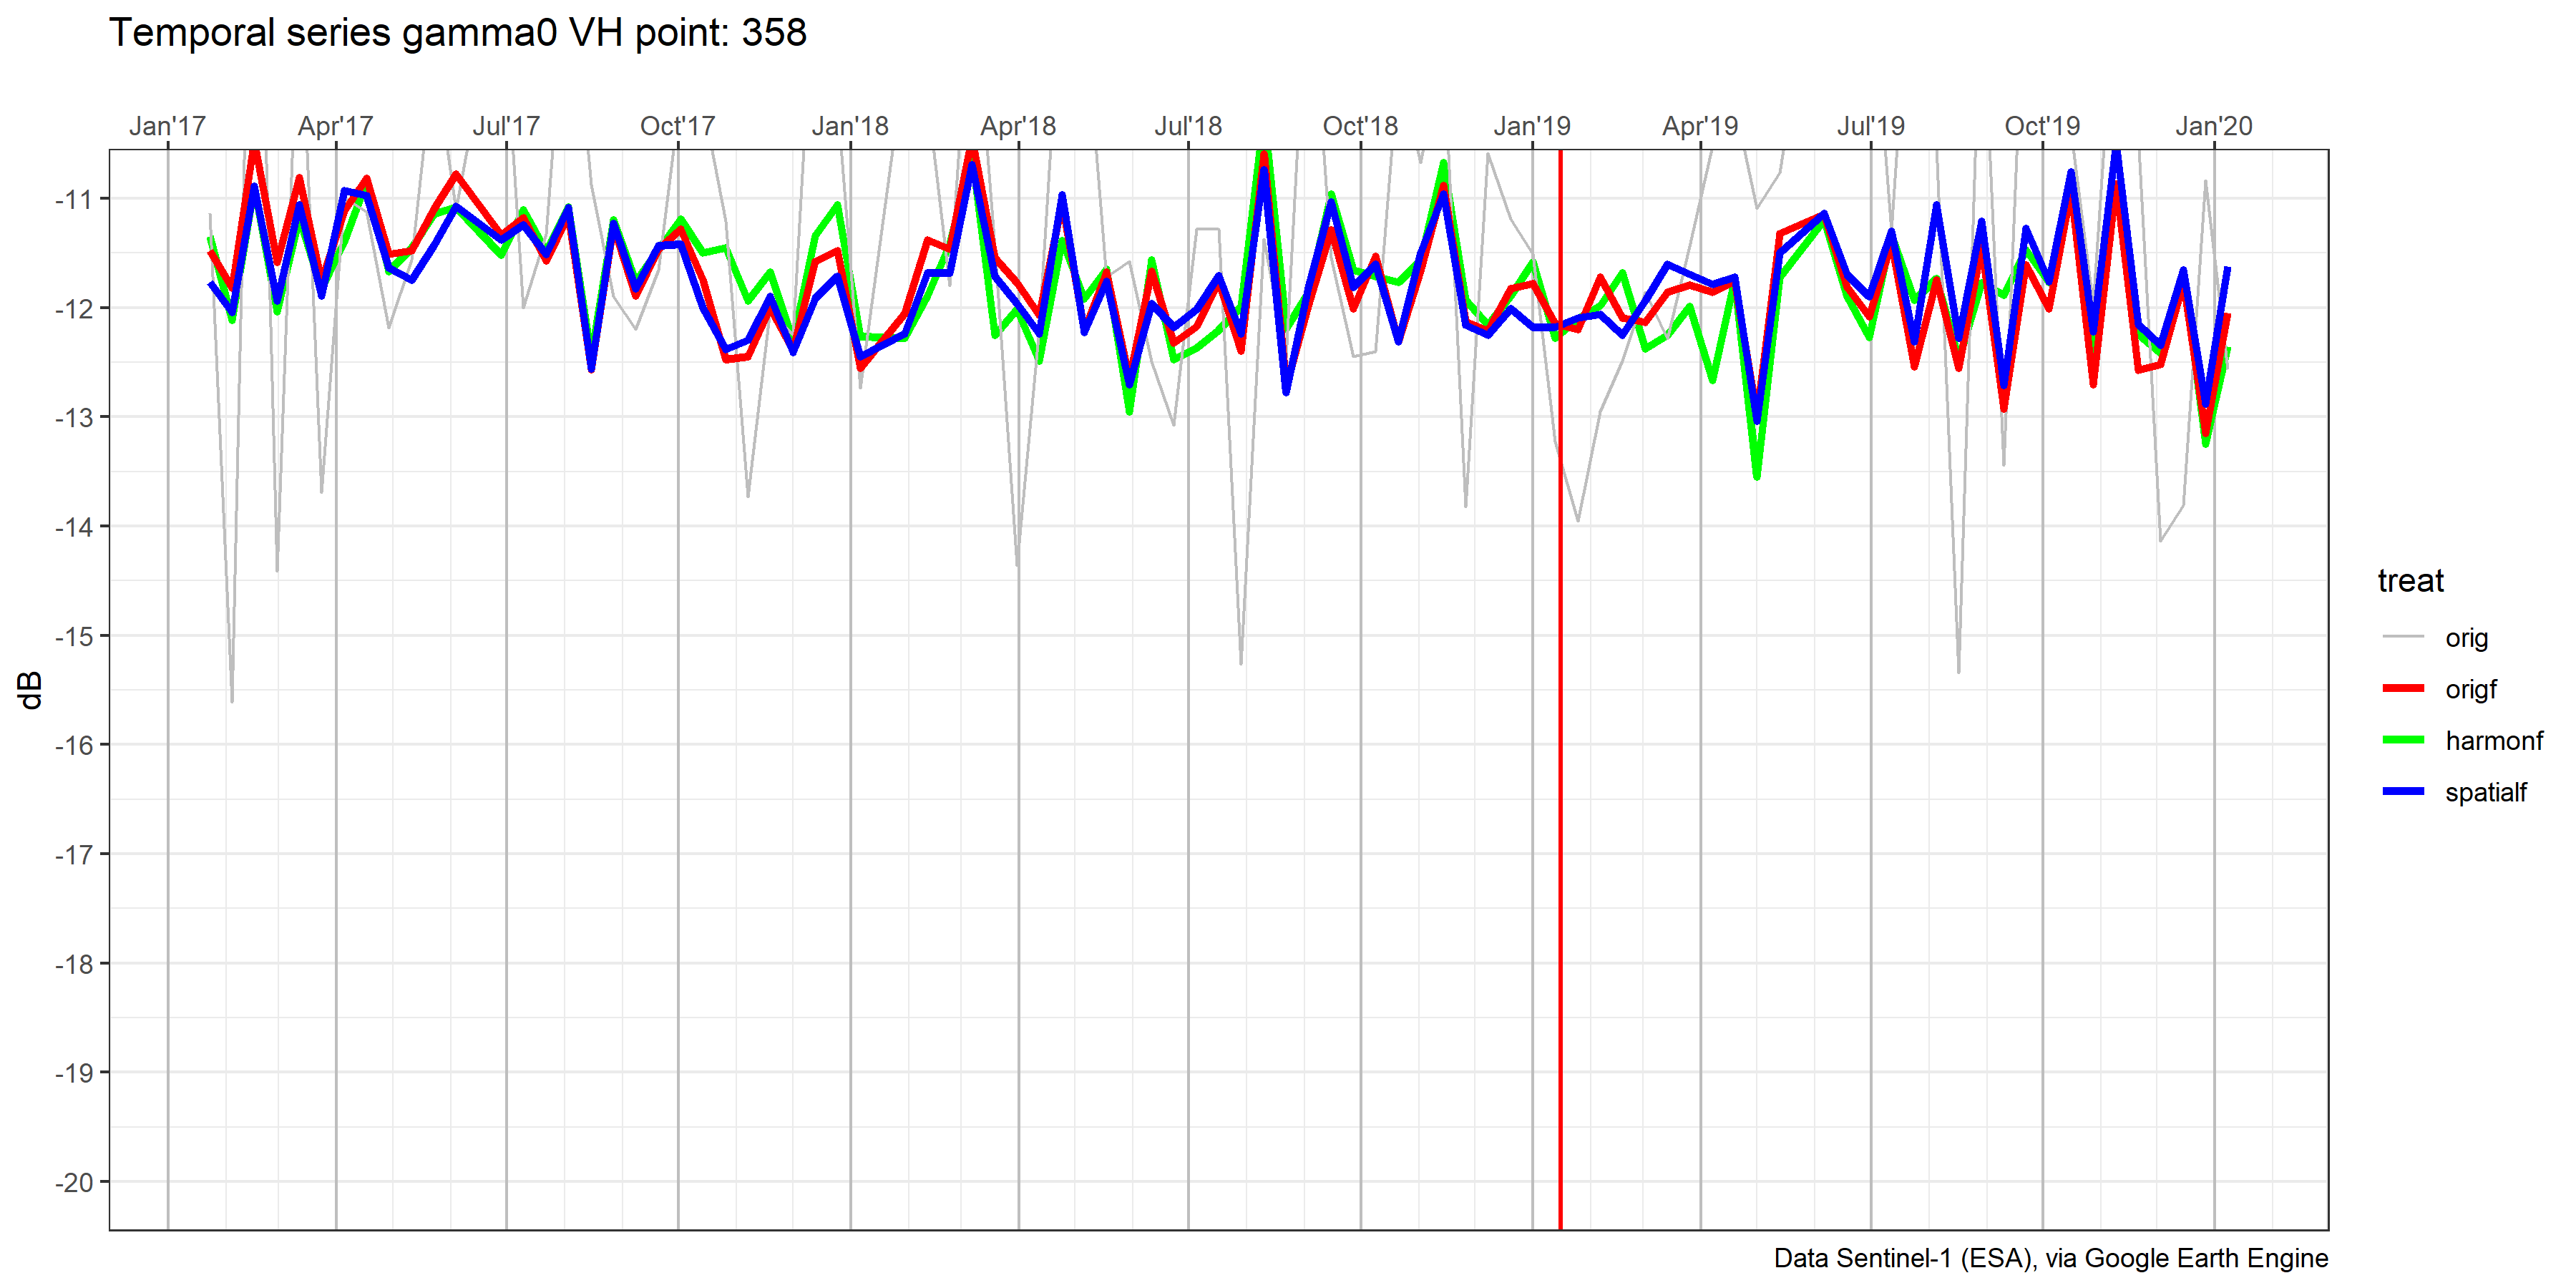 Temporal series gamma0 VH point: 358
Jan'17 Apr'17 Jul'17 Oct'17 Jan'18 Apr'18 Jul'18 Oct'18 Jan'19 Apr'19 Jul'19 Oct'19 Jan'20
-11
-12
-13
-14
-15
-16
-17
-18
-19
-20
dB
treat
orig
origf
harmonf
spatialf
Data Sentinel-1 (ESA), via Google Earth Engine